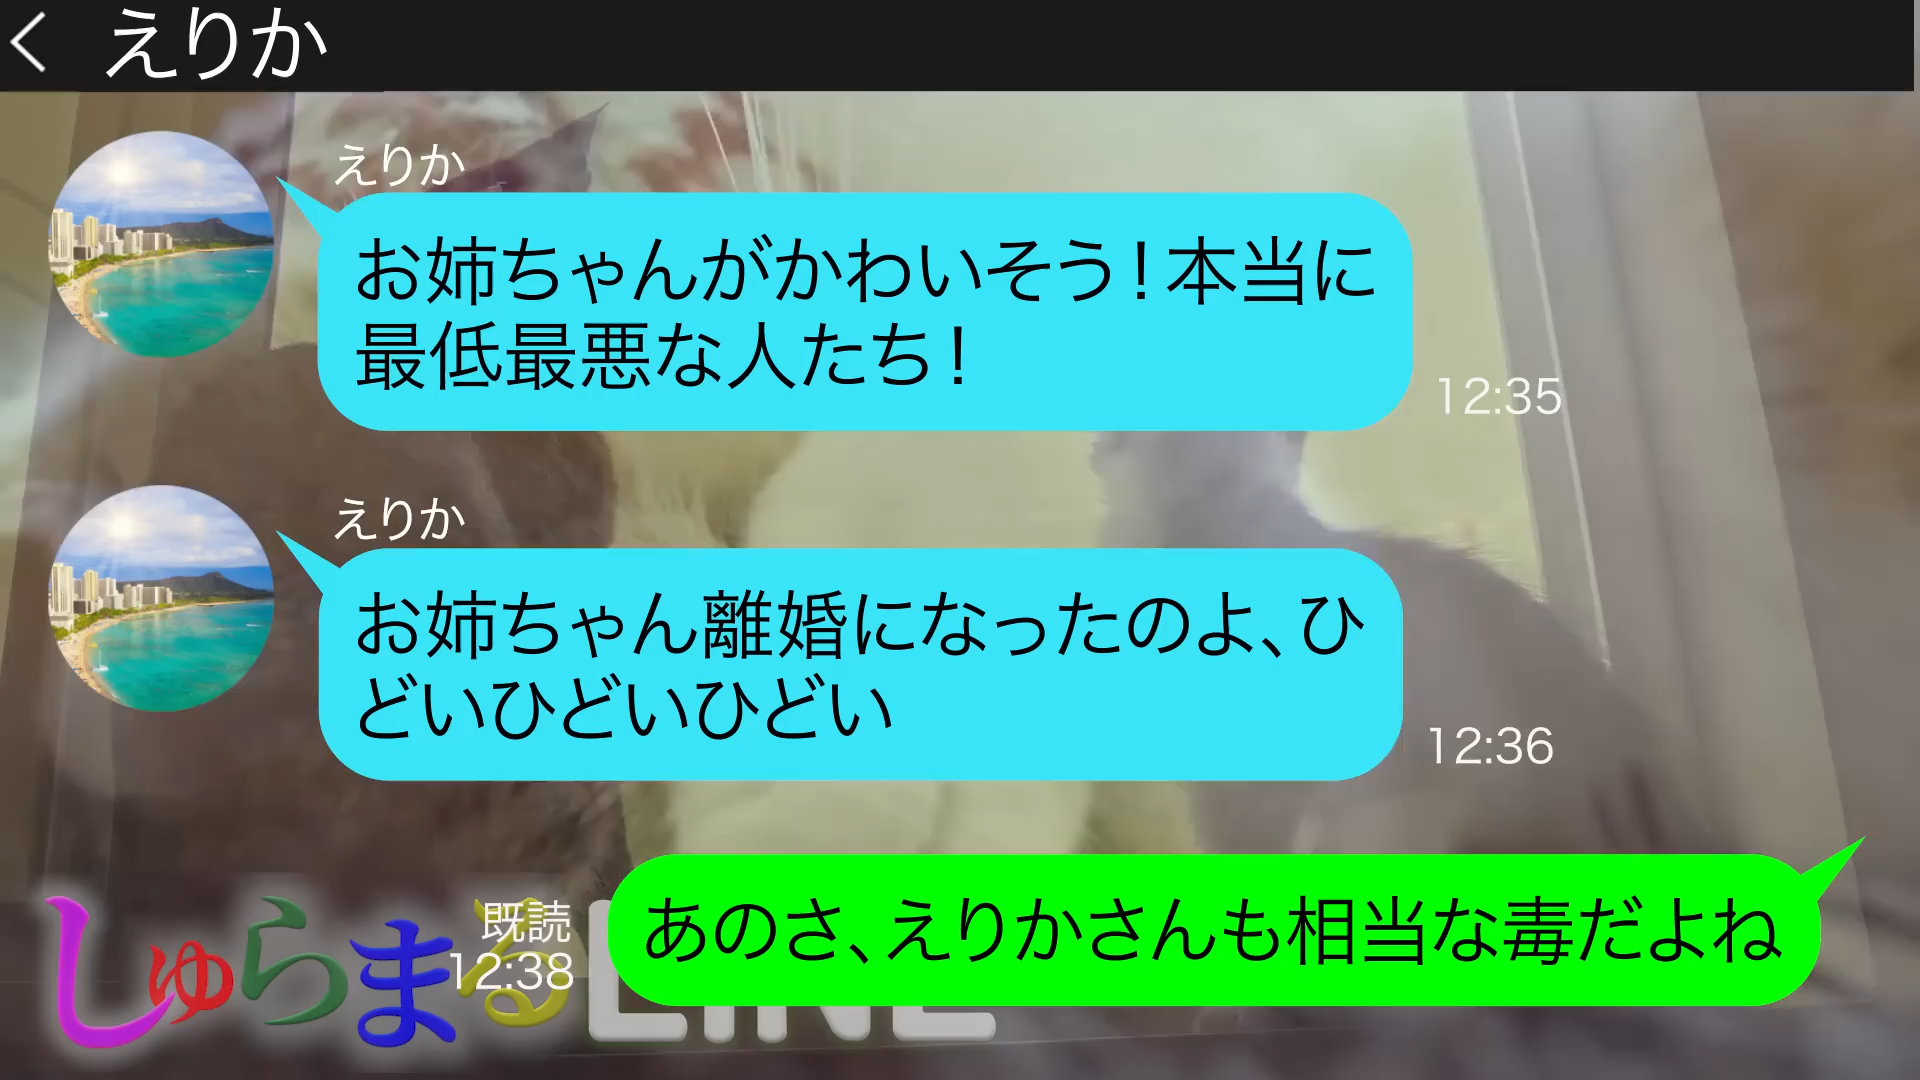 えりか
えりか
お姉ちゃんがかわいそう！本当に
最低最悪な人たち！
12:35
えりか
お姉ちゃん離婚になったのよ、ひ
どいひどいひどい
12:36
あのさ、えりかさんも相当な毒だよね
既読
12:38
しゅらまるLINE